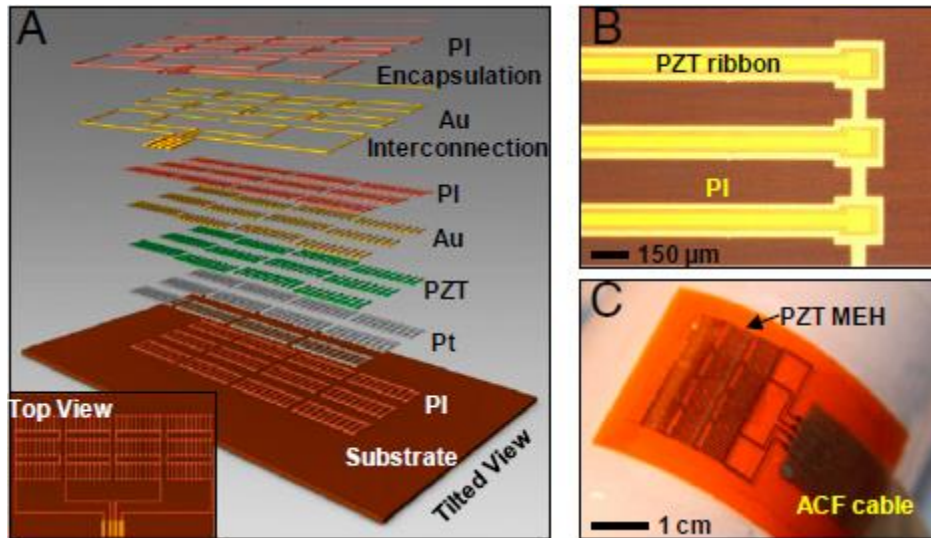 A
PI
Encapsulation
Au
Interconnection
PI
Au
PZT
Pt
PI
Substrate
Tilted View
Top View
B
PZT ribbon
PI
150 µm
C
PZT MEH
ACF cable
1 cm